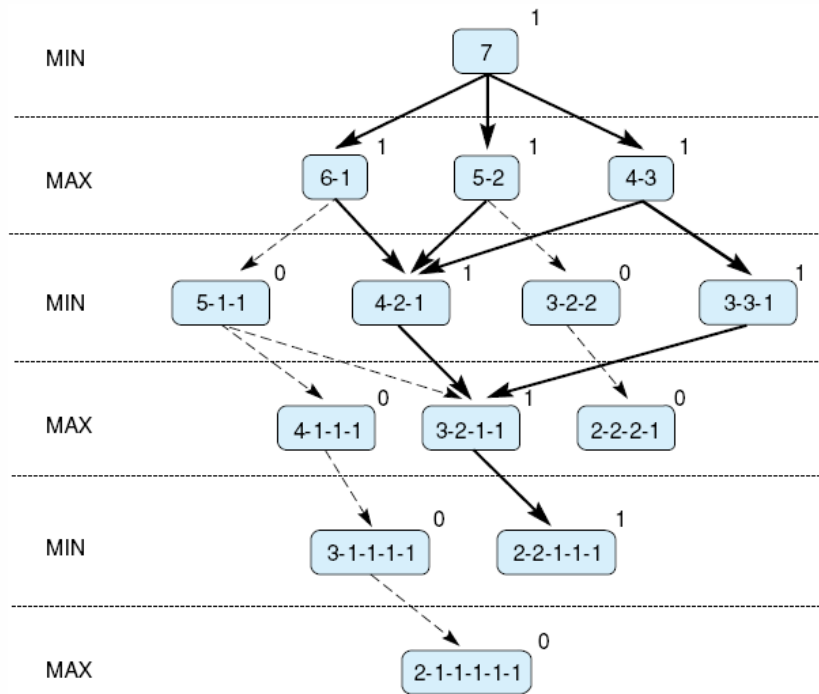 1
MIN 7
1 1 1
MAX 6-1 5-2 4-3
0 1 0 1
MIN 5-1-1 4-2-1 3-2-2 3-3-1
0 1 0
MAX 4-1-1-1 3-2-1-1 2-2-2-1
0 1
MIN 3-1-1-1-1 2-2-1-1-1
0
MAX 2-1-1-1-1-1